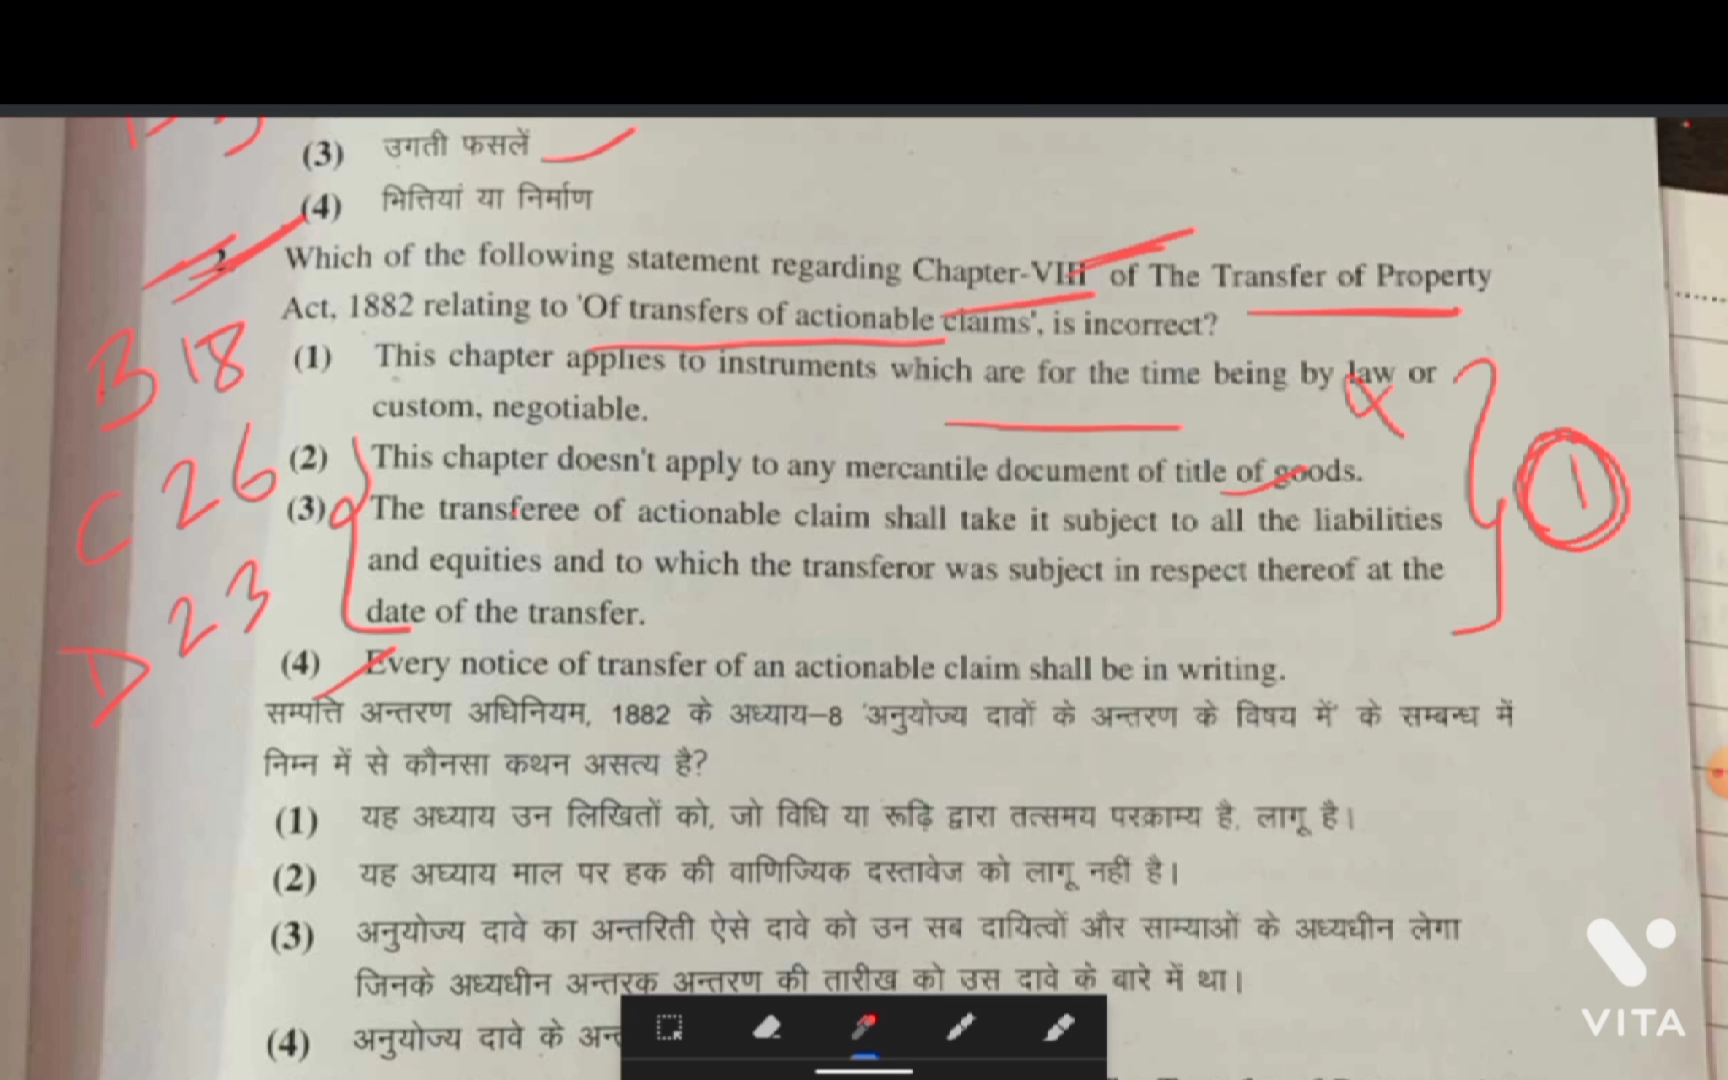 (3) उगती फसलें
(4) भित्तियां या निर्माण
2. Which of the following statement regarding Chapter-VIII of The Transfer of Property
Act, 1882 relating to 'Of transfers of actionable claims', is incorrect?
(1) This chapter applies to instruments which are for the time being by law or
custom, negotiable.
(2) This chapter doesn't apply to any mercantile document of title of goods.
(3) The transferee of actionable claim shall take it subject to all the liabilities
and equities and to which the transferor was subject in respect thereof at the
date of the transfer.
(4) Every notice of transfer of an actionable claim shall be in writing.
B 18
C 26
D 23
1
सम्पत्ति अन्तरण अधिनियम, 1882 के अध्याय-8 'अनुयोज्य दावों के अन्तरण के विषय में' के सम्बन्ध में
निम्न में से कौनसा कथन असत्य है?
(1) यह अध्याय उन लिखितों को, जो विधि या रूढ़ि द्वारा तत्समय परक्राम्य है, लागू है।
(2) यह अध्याय माल पर हक की वाणिज्यिक दस्तावेज को लागू नहीं है।
(3) अनुयोज्य दावे का अन्तरिती ऐसे दावे को उन सब दायित्वों और साम्याओं के अध्यधीन लेगा
जिनके अध्यधीन अन्तरक अन्तरण की तारीख को उस दावे के बारे में था।
(4) अनुयोज्य दावे के
VITA